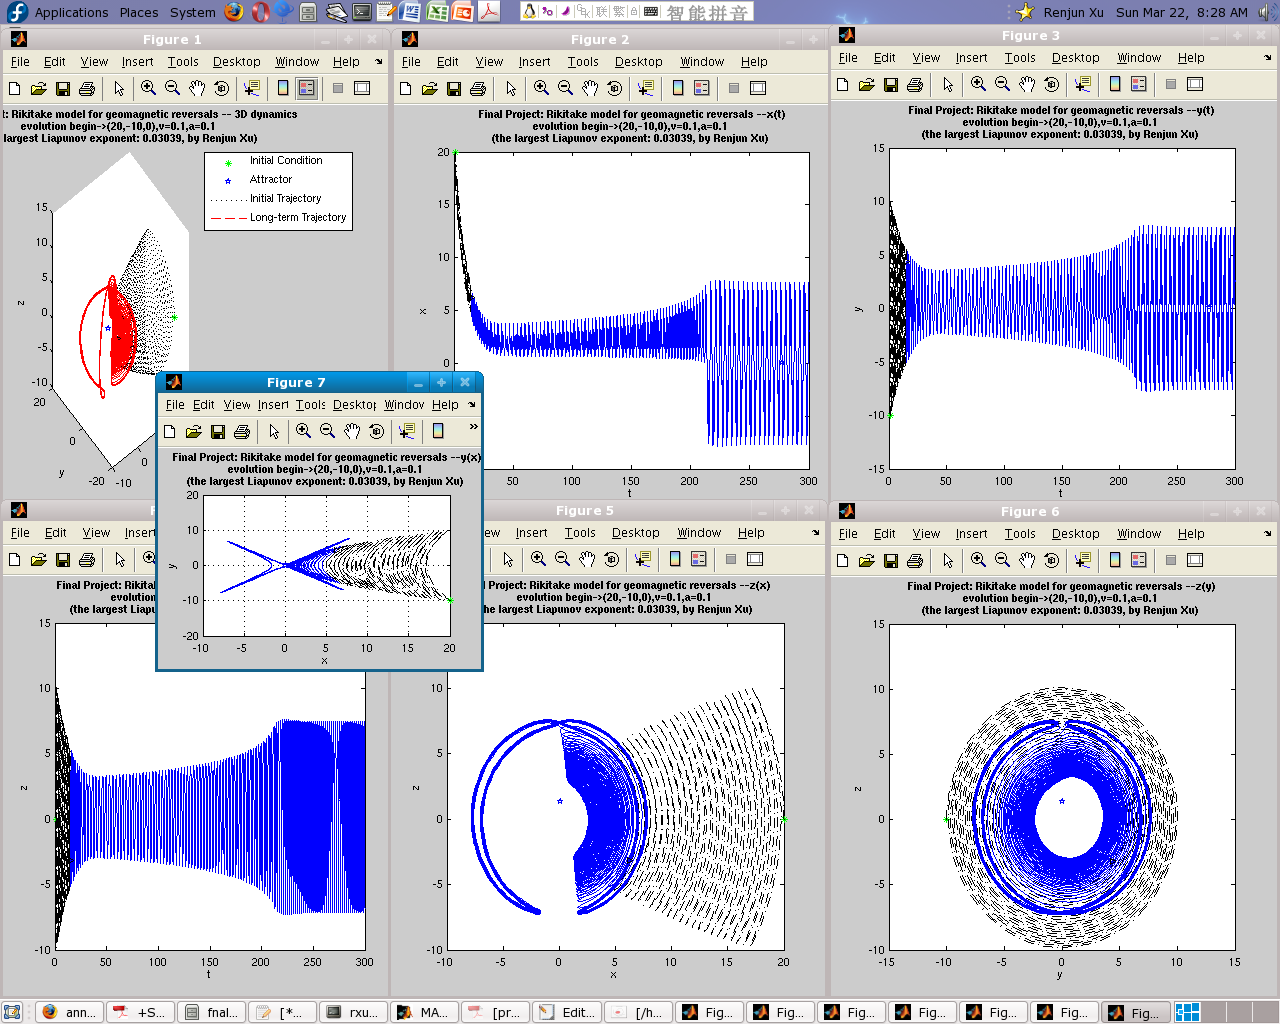 Applications Places System
智能拼音
Renjun Xu Sun Mar 22, 8:28 AM
Figure 1
File Edit View Insert Tools Desktop Window Help
: Rikitake model for geomagnetic reversals -- 3D dynamics
evolution begin->(20,-10,0),v=0.1,a=0.1
largest Liapunov exponent: 0.03039, by Renjun Xu)
Initial Condition
Attractor
Initial Trajectory
Long-term Trajectory
15
10
5
0
-5
-10
z
20
0
-20
y
-10
0
Figure 2
File Edit View Insert Tools Desktop Window Help
Final Project: Rikitake model for geomagnetic reversals --x(t)
evolution begin->(20,-10,0),v=0.1,a=0.1
(the largest Liapunov exponent: 0.03039, by Renjun Xu)
20
15
10
5
0
x
50 100 150 200 250 300
t
Figure 3
File Edit View Insert Tools Desktop Window Help
Final Project: Rikitake model for geomagnetic reversals --y(t)
evolution begin->(20,-10,0),v=0.1,a=0.1
(the largest Liapunov exponent: 0.03039, by Renjun Xu)
15
10
5
0
-5
-10
-15
y
0 50 100 150 200 250 300
t
Figure 7
File Edit View Insert Tools Desktop Window Help
Final Project: Rikitake model for geomagnetic reversals --y(x)
evolution begin->(20,-10,0),v=0.1,a=0.1
(the largest Liapunov exponent: 0.03039, by Renjun Xu)
20
10
0
-10
-20
y
-10 -5 0 5 10 15 20
x
F
File Edit View Insert
Final Project: Rikitake
evolution
(the largest Liapu
15
10
5
0
-5
-10
z
0 50 100 150 200 250 300
t
Figure 5
Insert Tools Desktop Window Help
l Project: Rikitake model for geomagnetic reversals --z(x)
evolution begin->(20,-10,0),v=0.1,a=0.1
he largest Liapunov exponent: 0.03039, by Renjun Xu)
15
10
5
0
-5
-10
z
-10 -5 0 5 10 15 20
x
Figure 6
File Edit View Insert Tools Desktop Window Help
Final Project: Rikitake model for geomagnetic reversals --z(y)
evolution begin->(20,-10,0),v=0.1,a=0.1
(the largest Liapunov exponent: 0.03039, by Renjun Xu)
15
10
5
0
-5
-10
z
-15 -10 -5 0 5 10 15
y
ann... +S... fnal... [*... rxu... MA... [pr... Edit... [/h... Fig... Fig... Fig... Fig... Fig... Fig... Fig...